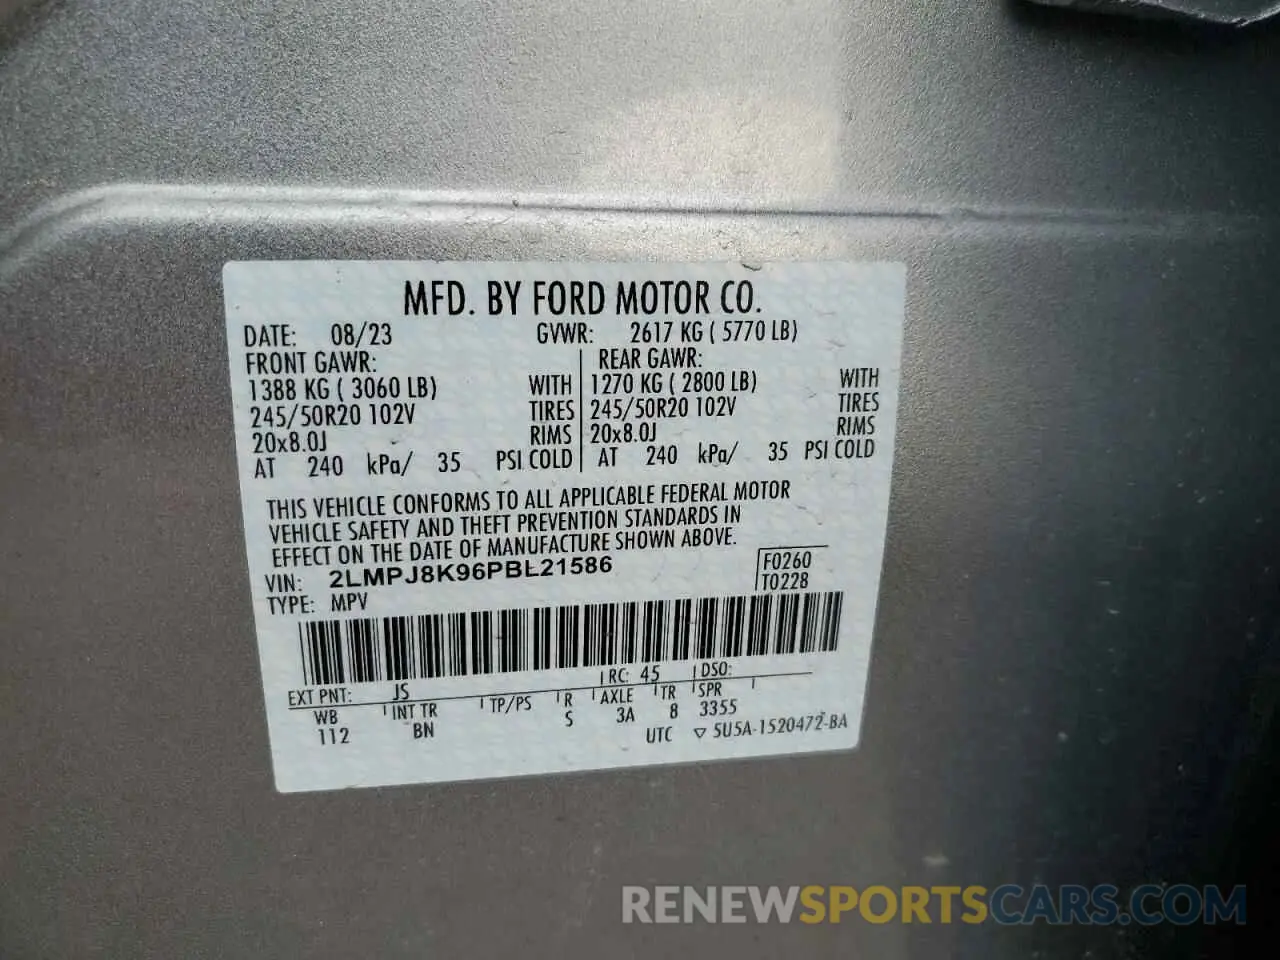 MFD. BY FORD MOTOR CO.
DATE: 08/23 GVWR: 2617 KG ( 5770 LB)
FRONT GAWR: REAR GAWR:
1388 KG ( 3060 LB) WITH 1270 KG ( 2800 LB) WITH
245/50R20 102V TIRES 245/50R20 102V TIRES
20x8.0J RIMS 20x8.0J RIMS
AT 240 kPa/ 35 PSI COLD AT 240 kPa/ 35 PSI COLD
THIS VEHICLE CONFORMS TO ALL APPLICABLE FEDERAL MOTOR
VEHICLE SAFETY AND THEFT PREVENTION STANDARDS IN
EFFECT ON THE DATE OF MANUFACTURE SHOWN ABOVE.
VIN: 2LMPJ8K96PBL21586 F0260
TYPE: MPV T0228
EXT PNT: JS RC: 45 DSO:
WB INT TR TP/PS R AXLE TR SPR
112 BN S 3A 8 3355
UTC ▽ 5U5A-1520472-BA
RENEWSPORTSCARS.COM